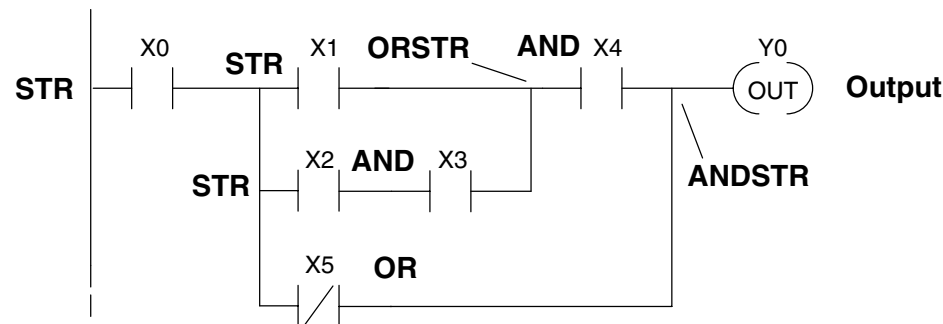 Y0
X0 X1 ORSTR AND X4
STR
STR OUT Output
X2 AND X3
STR ANDSTR
X5 OR